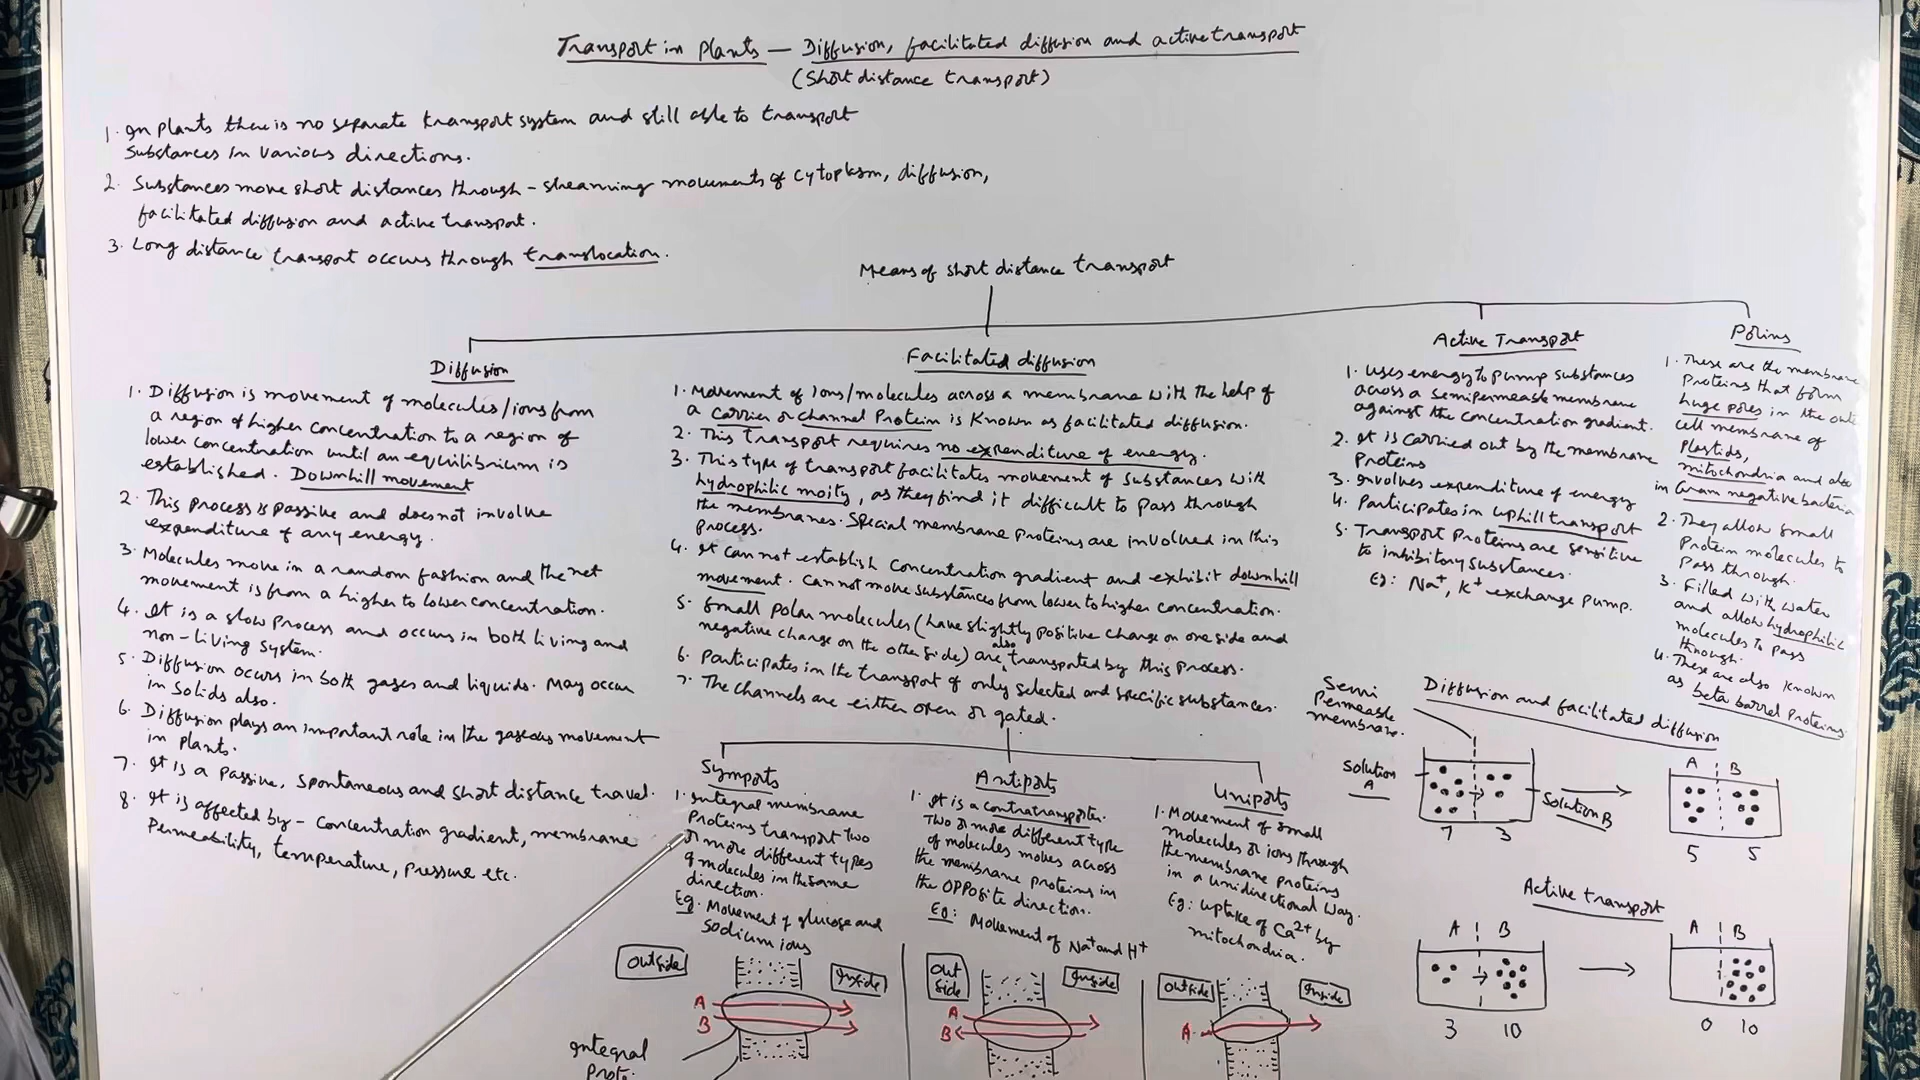 Transport in plants — Diffusion, facilitated diffusion and active transport
(Short distance transport)
1. In plants there is no separate transport system and still able to transport
substances in various directions.
2. Substances move short distances through - streaming movements of cytoplasm, diffusion,
facilitated diffusion and active transport.
3. Long distance transport occurs through translocation.
Means of short distance transport
Diffusion
1. Diffusion is movement of molecules/ions from
a region of higher concentration to a region of
lower concentration until an equilibrium is
established. Downhill movement
2. This process is passive and does not involve
expenditure of any energy.
3. Molecules move in a random fashion and the net
movement is from a higher to lower concentration.
4. It is a slow process and occurs in both living and
non-living system.
5. Diffusion occurs in both gases and liquids. May occur
in solids also.
6. Diffusion plays an important role in the gaseous movement
in plants.
7. It is a passive, spontaneous and short distance travel.
8. It is affected by - concentration gradient, membrane
permeability, temperature, pressure etc.
Facilitated diffusion
1. Movement of ions/molecules across a membrane with the help of
a carrier or channel protein is known as facilitated diffusion.
2. This transport requires no expenditure of energy.
3. This type of transport facilitates movement of substances with
hydrophilic moity, as they find it difficult to pass through
the membranes. Special membrane proteins are involved in this
process.
4. It can not establish concentration gradient and exhibit downhill
movement. Cannot move substances from lower to higher concentration.
5. Small polar molecules (have slightly positive charge on one side and
negative charge on the other side) are also transported by this process.
6. Participates in the transport of only selected and specific substances.
7. The channels are either open or gated.
Symports
1. Integral membrane
proteins transport two
or more different types
of molecules in the same
direction.
Eg. Movement of glucose and
sodium ions
Antiports
1. It is a contratransporter.
Two or more different type
of molecules moves across
the membrane proteins in
the opposite direction.
Eg: Movement of Na+ and H+
Uniports
1. Movement of small
molecules or ions through
the membrane proteins
in a unidirectional way.
Eg: uptake of Ca2+ by
mitochondria.
Outside
Inside
A
B
Integral
Prote
Out
side
Inside
A
B
Outside
Inside
A
Active Transport
1. Uses energy to pump substances
across a semipermeable membrane
against the concentration gradient.
2. It is carried out by the membrane
proteins
3. Involves expenditure of energy
4. Participates in uphill transport
5. Transport proteins are sensitive
to inhibitory substances.
Eg: Na+, K+ exchange pump.
Porins
1. These are the membrane
proteins that form
huge pores in the oute
cell membrane of
plastids,
mitochondria and also
in Gram negative bacteria
2. They allow small
protein molecules to
pass through.
3. Filled with water
and allow hydrophilic
molecules to pass
through.
4. These are also known
as beta barrel proteins.
Diffusion and facilitated diffusion
Semi
Permeable
membrane.
Solution
A
Solution B
7 3
A B
5 5
Active transport
A B
3 10
A B
0 10